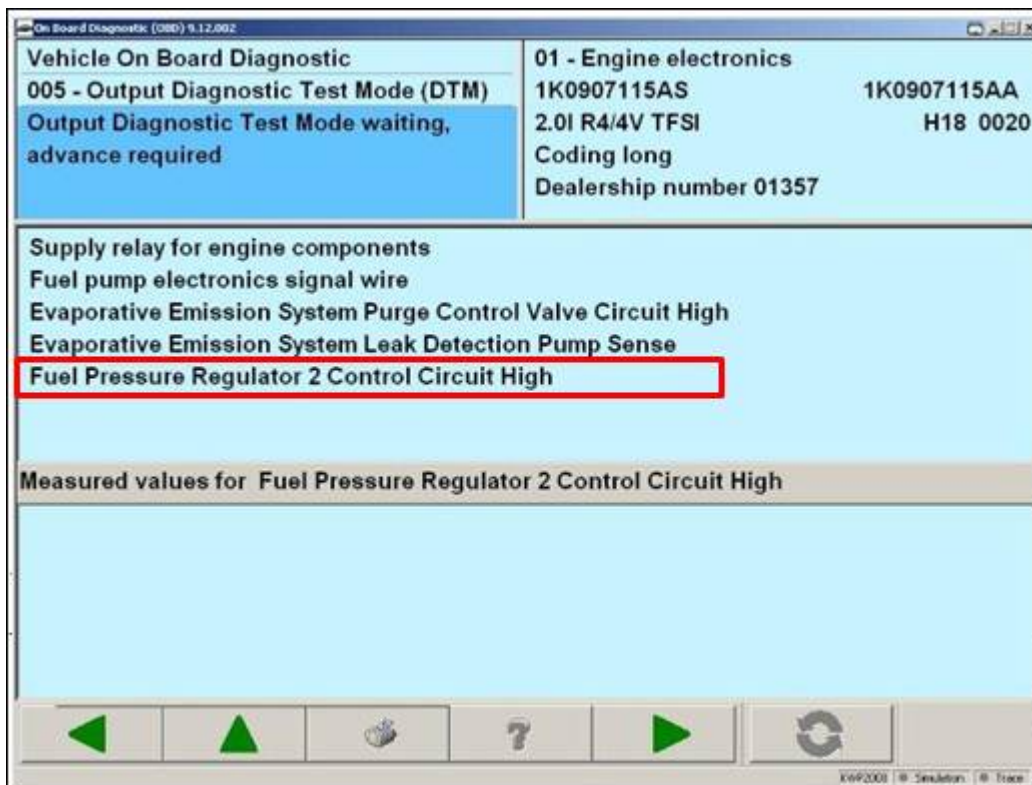 On Board Diagnostic (OBD) 9.12.002
Vehicle On Board Diagnostic
005 - Output Diagnostic Test Mode (DTM)
Output Diagnostic Test Mode waiting,
advance required
01 - Engine electronics
1K0907115AS 1K0907115AA
2.0l R4/4V TFSI H18 0020
Coding long
Dealership number 01357
Supply relay for engine components
Fuel pump electronics signal wire
Evaporative Emission System Purge Control Valve Circuit High
Evaporative Emission System Leak Detection Pump Sense
Fuel Pressure Regulator 2 Control Circuit High
Measured values for Fuel Pressure Regulator 2 Control Circuit High
?
KWP2000 Simulation Trace